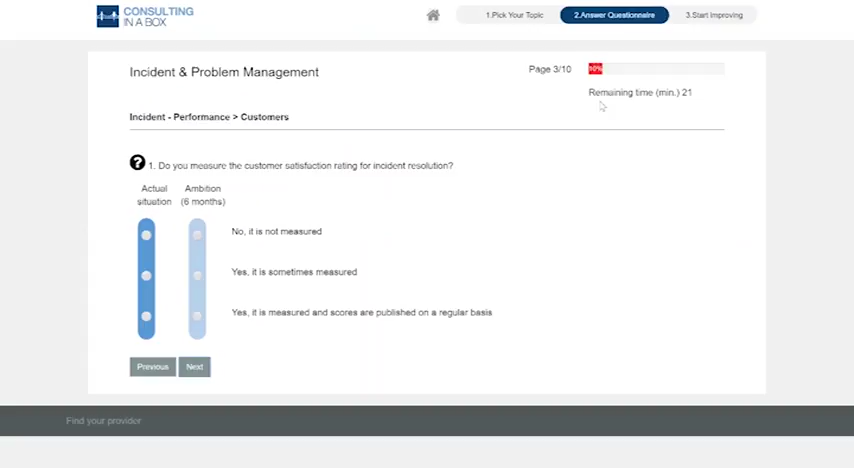 CONSULTING
IN A BOX
1.Pick Your Topic
2.Answer Questionnaire
3.Start Improving
Incident & Problem Management
Page 3/10
10%
Remaining time (min.) 21
Incident - Performance > Customers
? 1. Do you measure the customer satisfaction rating for incident resolution?
Actual situation
Ambition (6 months)
No, it is not measured
Yes, it is sometimes measured
Yes, it is measured and scores are published on a regular basis
Previous
Next
Find your provider